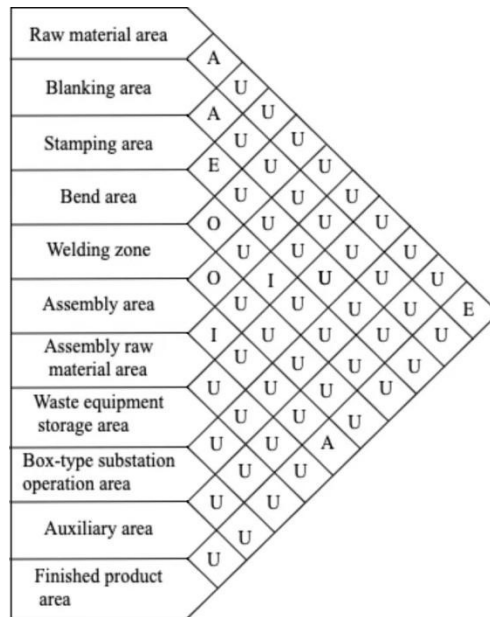 Raw material area
A
Blanking area U
A U
Stamping area U U
E U U
Bend area U U U
O U U U
Welding zone U U U U
O I U U U
Assembly area U U U U E
I U U U U
Assembly raw
material area
U U U U
U U U U
Waste equipment
storage area
U U U
U U A
Box-type substation
operation area
U U
U U
Auxiliary area U
U
Finished product
area